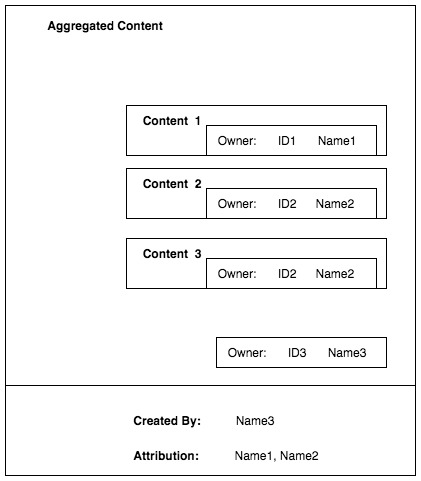 Aggregated Content
Content 1
Owner: ID1 Name1
Content 2
Owner: ID2 Name2
Content 3
Owner: ID2 Name2
Owner: ID3 Name3
Created By: Name3
Attribution: Name1, Name2